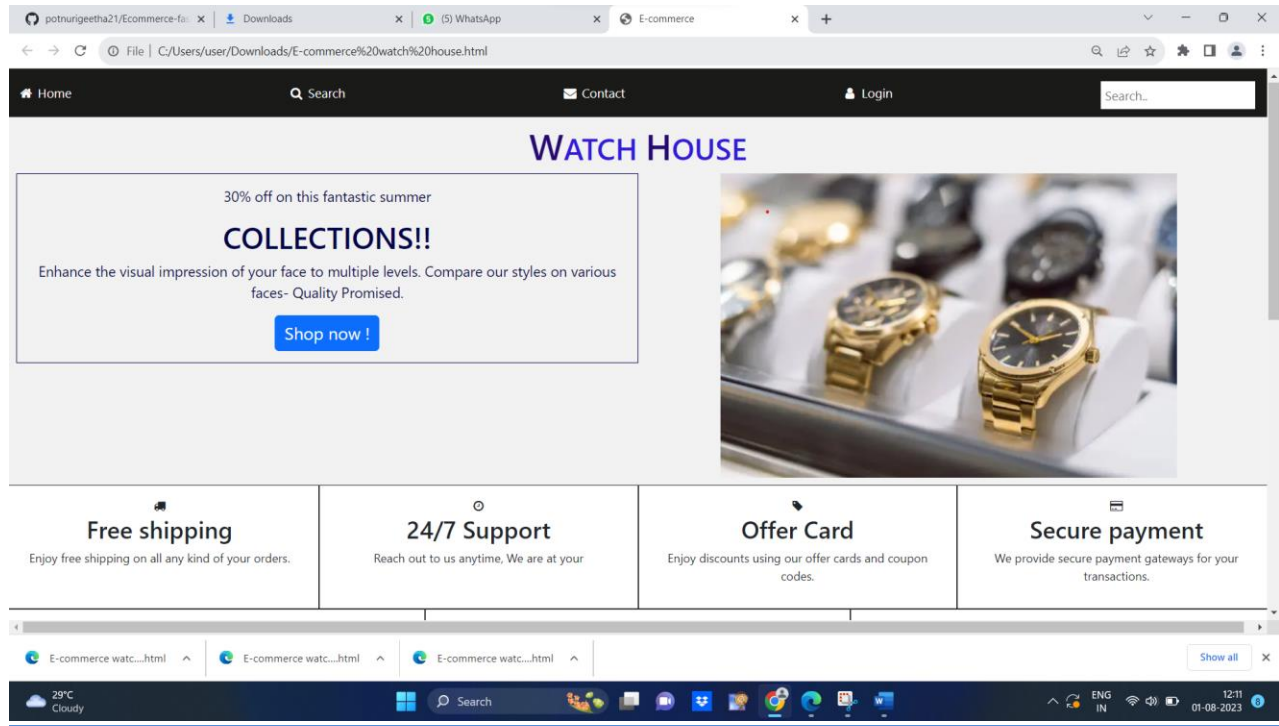 potnurigeetha21/Ecommerce-fas
Downloads
(5) WhatsApp
E-commerce
File | C:/Users/user/Downloads/E-commerce%20watch%20house.html
Home
Search
Contact
Login
Search..
WATCH HOUSE
30% off on this fantastic summer
COLLECTIONS!!
Enhance the visual impression of your face to multiple levels. Compare our styles on various
faces- Quality Promised.
Shop now !
Free shipping
Enjoy free shipping on all any kind of your orders.
24/7 Support
Reach out to us anytime, We are at your
Offer Card
Enjoy discounts using our offer cards and coupon
codes.
Secure payment
We provide secure payment gateways for your
transactions.
E-commerce watc....html
E-commerce watc....html
E-commerce watc....html
Show all
29°C
Cloudy
Search
ENG
IN
12:11
01-08-2023
8